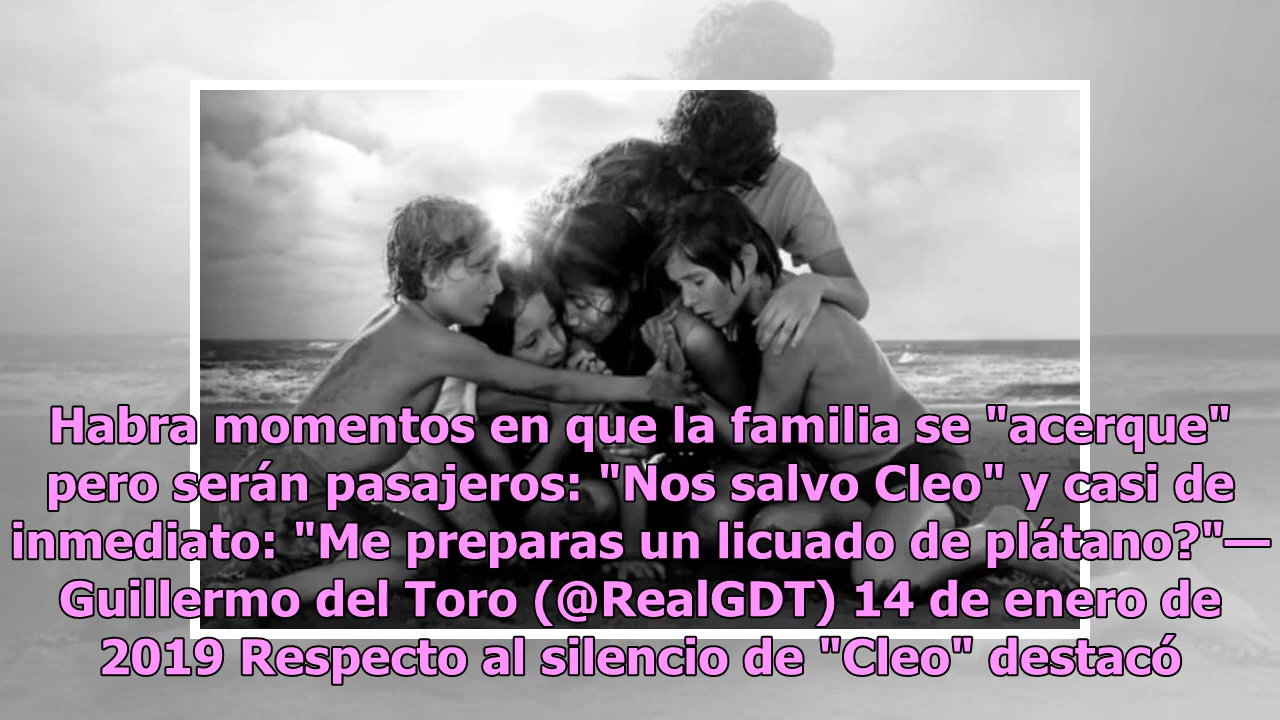 Habra momentos en que la familia se "acerque"
pero serán pasajeros: "Nos salvo Cleo" y casi de
inmediato: "Me preparas un licuado de plátano?"—
Guillermo del Toro (@RealGDT) 14 de enero de
2019 Respecto al silencio de "Cleo" destacó